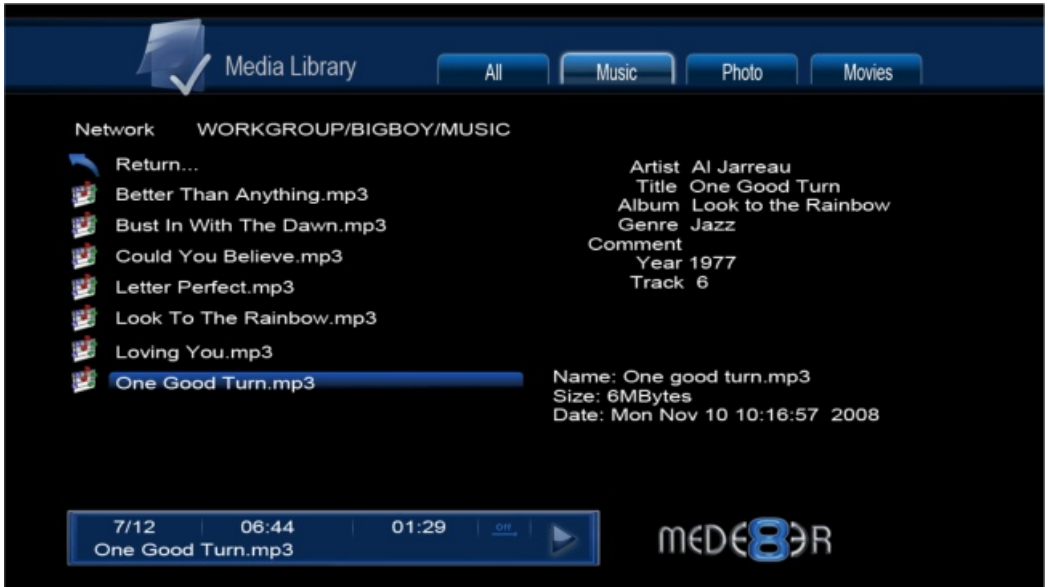 Media Library
All Music Photo Movies
Network WORKGROUP/BIGBOY/MUSIC
Return...
Better Than Anything.mp3
Bust In With The Dawn.mp3
Could You Believe.mp3
Letter Perfect.mp3
Look To The Rainbow.mp3
Loving You.mp3
One Good Turn.mp3
Artist Al Jarreau
Title One Good Turn
Album Look to the Rainbow
Genre Jazz
Comment
Year 1977
Track 6
Name: One good turn.mp3
Size: 6MBytes
Date: Mon Nov 10 10:16:57 2008
7/12 06:44 01:29 Off
One Good Turn.mp3
MEDE8ER